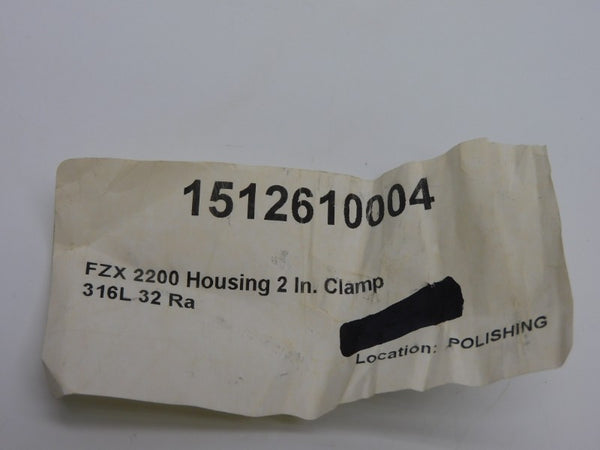 1512610004
FZX 2200 Housing 2 In. Clamp
316L 32 Ra
Location: POLISHING